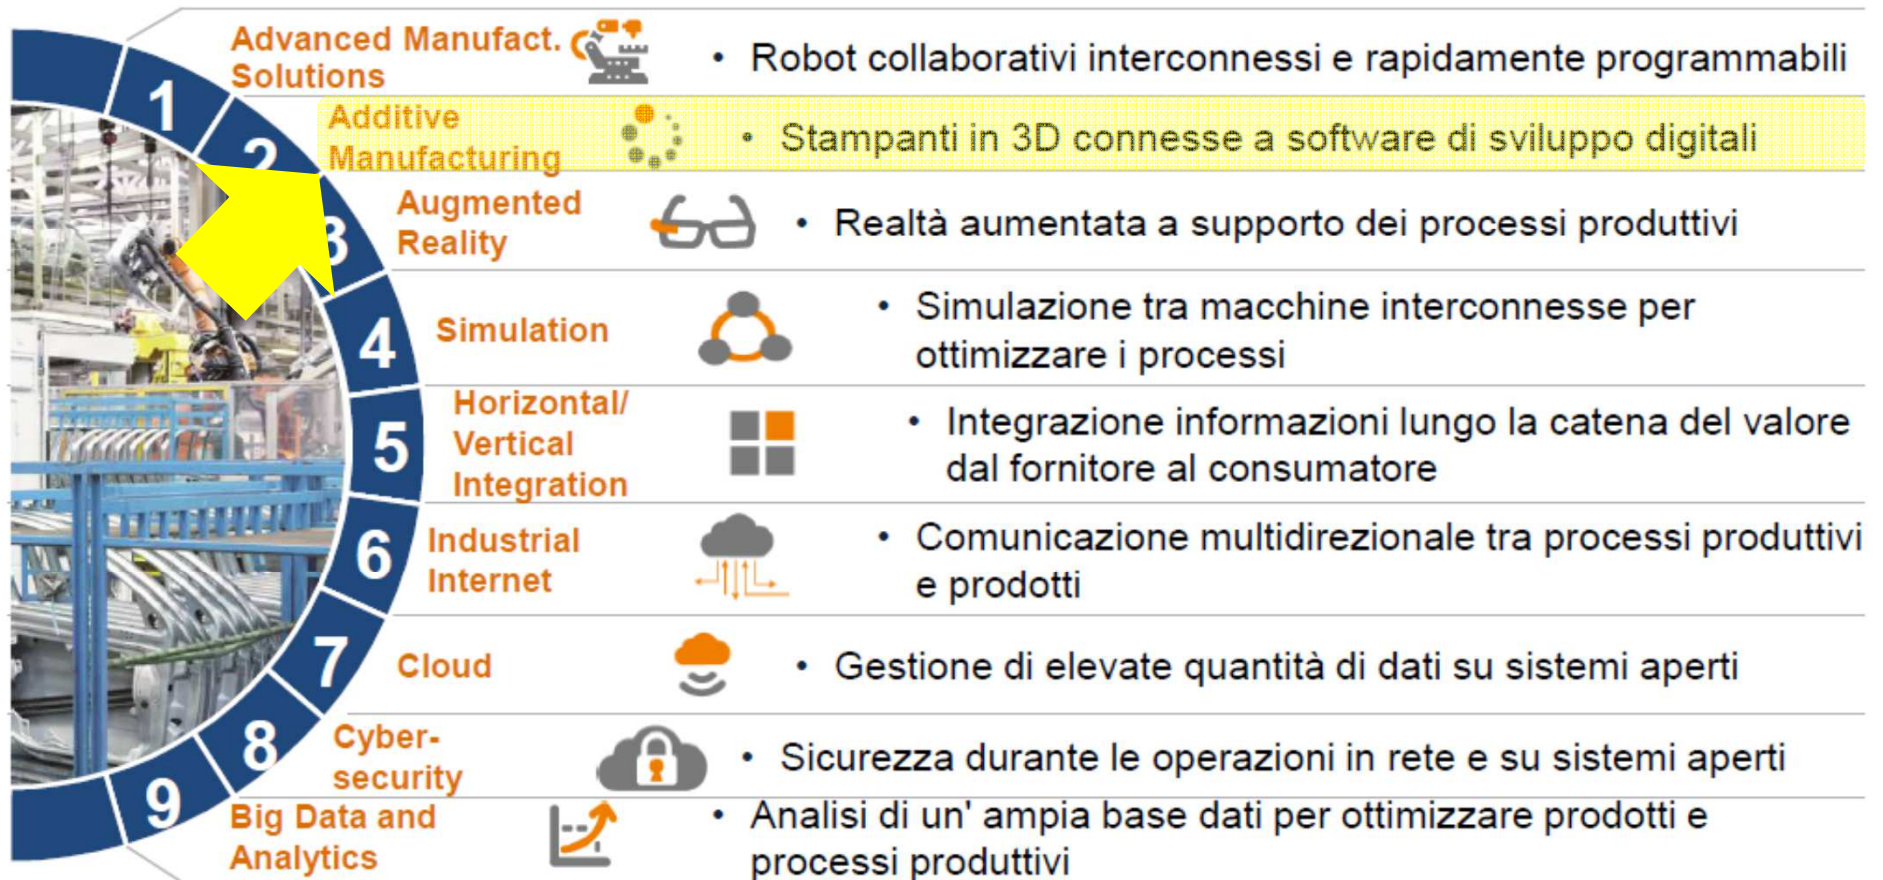 1
Advanced Manufact.
Solutions
• Robot collaborativi interconnessi e rapidamente programmabili
2
Additive
Manufacturing
• Stampanti in 3D connesse a software di sviluppo digitali
3
Augmented
Reality
• Realtà aumentata a supporto dei processi produttivi
4
Simulation
• Simulazione tra macchine interconnesse per
ottimizzare i processi
5
Horizontal/
Vertical
Integration
• Integrazione informazioni lungo la catena del valore
dal fornitore al consumatore
6
Industrial
Internet
• Comunicazione multidirezionale tra processi produttivi
e prodotti
7
Cloud
• Gestione di elevate quantità di dati su sistemi aperti
8
Cyber-
security
• Sicurezza durante le operazioni in rete e su sistemi aperti
9
Big Data and
Analytics
• Analisi di un' ampia base dati per ottimizzare prodotti e
processi produttivi